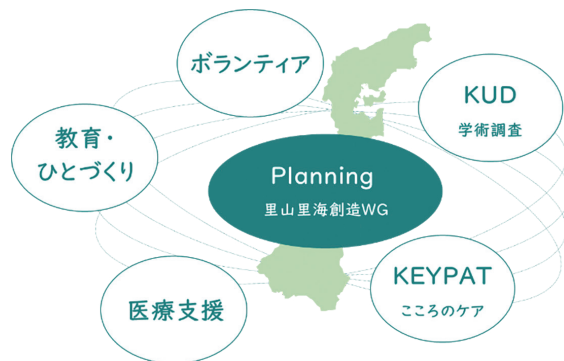 ボランティア
KUD
学術調査
教育・
ひとづくり
Planning
里山里海創造WG
KEYPAT
こころのケア
医療支援